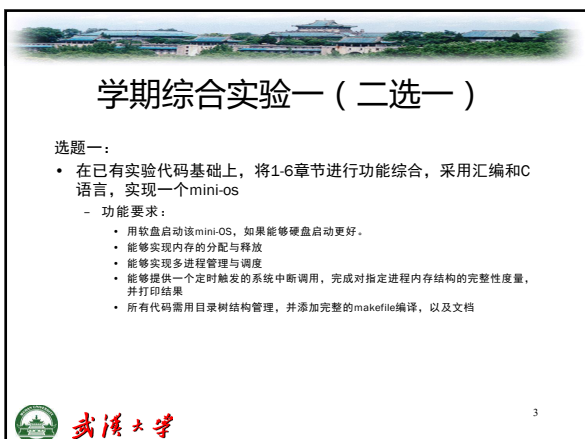 学期综合实验一（二选一）
选题一：
• 在已有实验代码基础上，将1-6章节进行功能综合，采用汇编和C
语言，实现一个mini-os
– 功能要求：
• 用软盘启动该mini-OS，如果能够硬盘启动更好。
• 能够实现内存的分配与释放
• 能够实现多进程管理与调度
• 能够提供一个定时触发的系统中断调用，完成对指定进程内存结构的完整性度量，
并打印结果
• 所有代码需用目录树结构管理，并添加完整的makefile编译，以及文档
武汉大学
3